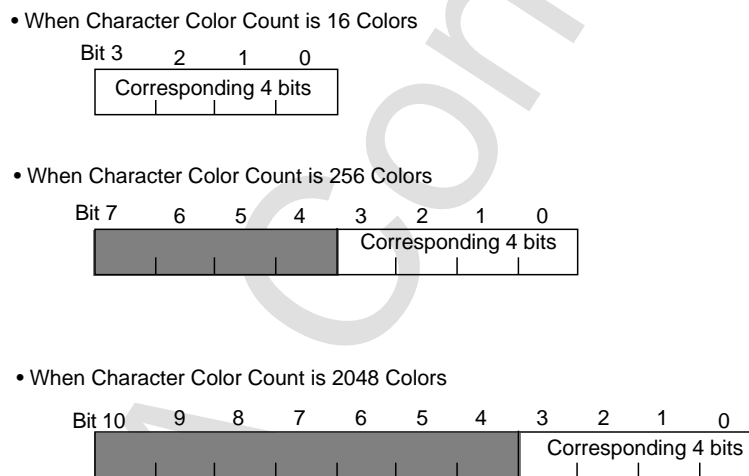 • When Character Color Count is 16 Colors
Bit 3 2 1 0
Corresponding 4 bits
• When Character Color Count is 256 Colors
Bit 7 6 5 4 3 2 1 0
Corresponding 4 bits
• When Character Color Count is 2048 Colors
Bit 10 9 8 7 6 5 4 3 2 1 0
Corresponding 4 bits